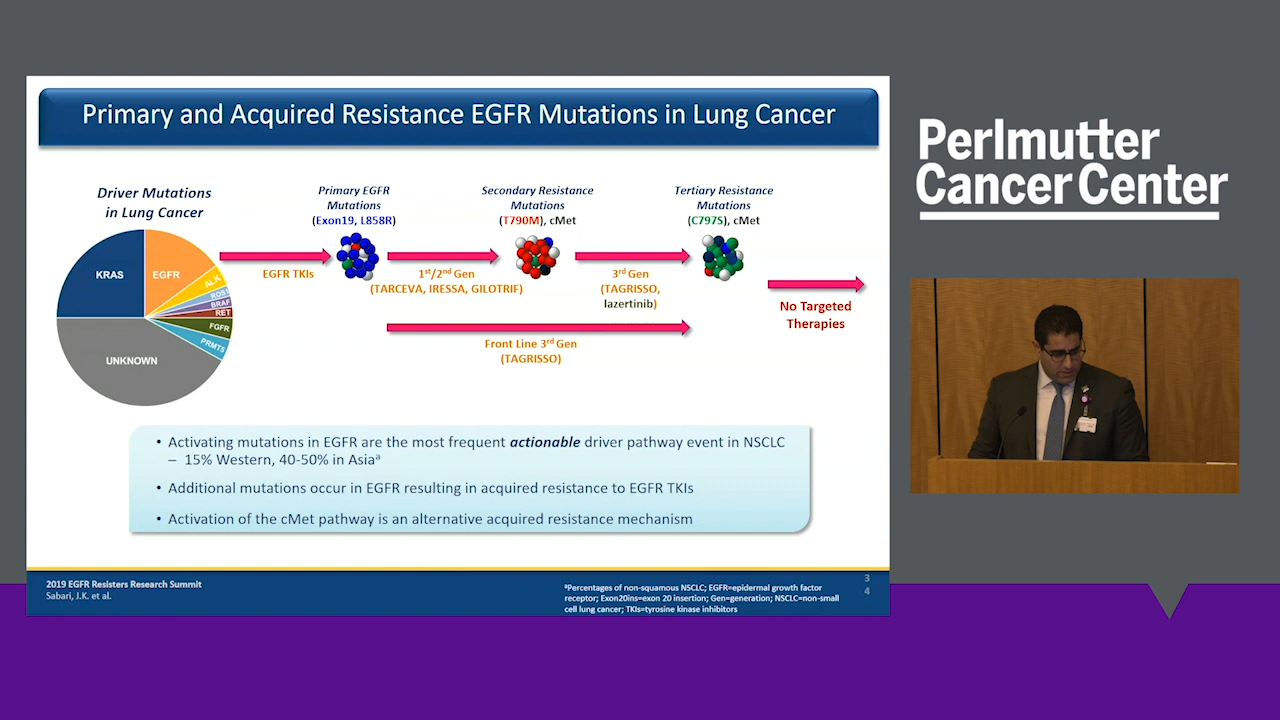 Primary and Acquired Resistance EGFR Mutations in Lung Cancer
Driver Mutations
in Lung Cancer
KRAS
EGFR
ALK
ROS1
BRAF
RET
FGFR
PRMT5
UNKNOWN
EGFR TKIs
Primary EGFR
Mutations
(Exon19, L858R)
1st/2nd Gen
(TARCEVA, IRESSA, GILOTRIF)
Secondary Resistance
Mutations
(T790M), cMet
3rd Gen
(TAGRISSO,
lazertinib)
Tertiary Resistance
Mutations
(C797S), cMet
No Targeted
Therapies
Front Line 3rd Gen
(TAGRISSO)
• Activating mutations in EGFR are the most frequent actionable driver pathway event in NSCLC
– 15% Western, 40-50% in Asiaª
• Additional mutations occur in EGFR resulting in acquired resistance to EGFR TKIs
• Activation of the cMet pathway is an alternative acquired resistance mechanism
2019 EGFR Resisters Research Summit
Sabari, J.K. et al.
ªPercentages of non-squamous NSCLC; EGFR=epidermal growth factor
receptor; Exon20ins=exon 20 insertion; Gen=generation; NSCLC=non-small
cell lung cancer; TKIs=tyrosine kinase inhibitors
3
4
Perlmutter
Cancer Center